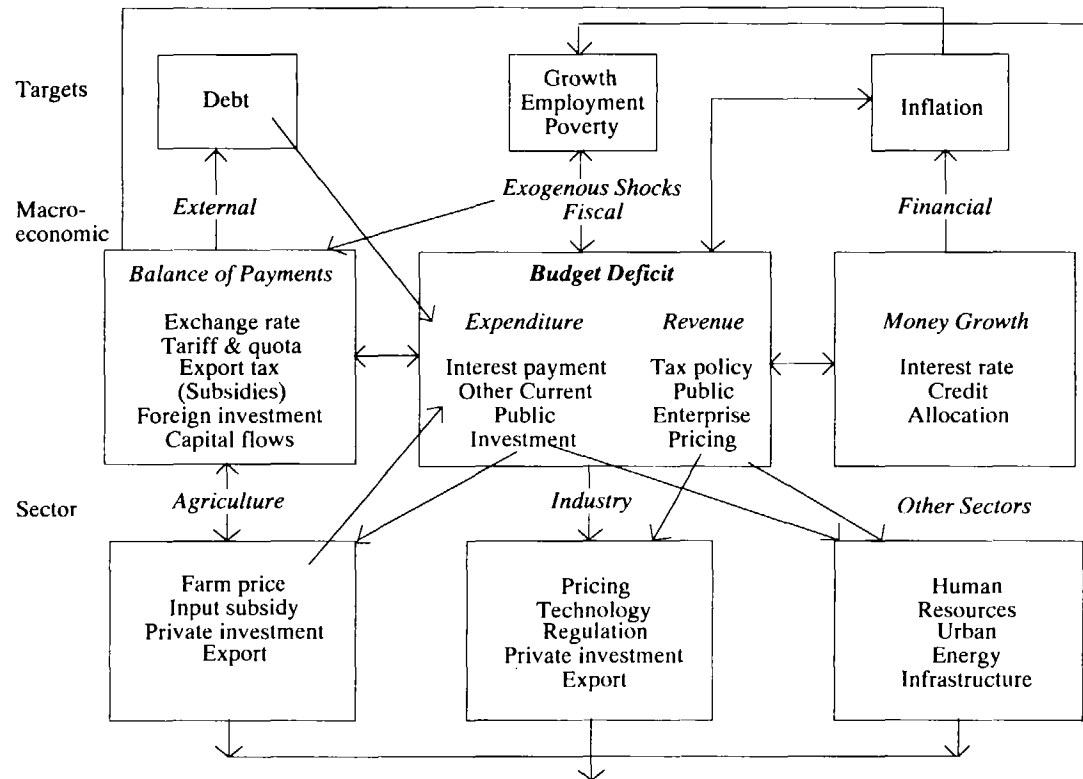 Targets
Debt
Growth
Employment
Poverty
Inflation
Macro-
economic
External
Exogenous Shocks
Fiscal
Financial
Balance of Payments
Exchange rate
Tariff & quota
Export tax
(Subsidies)
Foreign investment
Capital flows
Budget Deficit
Expenditure
Interest payment
Other Current
Public
Investment
Revenue
Tax policy
Public
Enterprise
Pricing
Money Growth
Interest rate
Credit
Allocation
Sector
Agriculture
Industry
Other Sectors
Farm price
Input subsidy
Private investment
Export
Pricing
Technology
Regulation
Private investment
Export
Human
Resources
Urban
Energy
Infrastructure